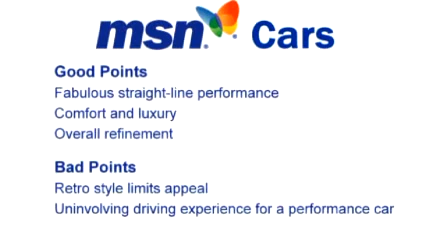 msn Cars
Good Points
Fabulous straight-line performance
Comfort and luxury
Overall refinement
Bad Points
Retro style limits appeal
Uninvolving driving experience for a performance car